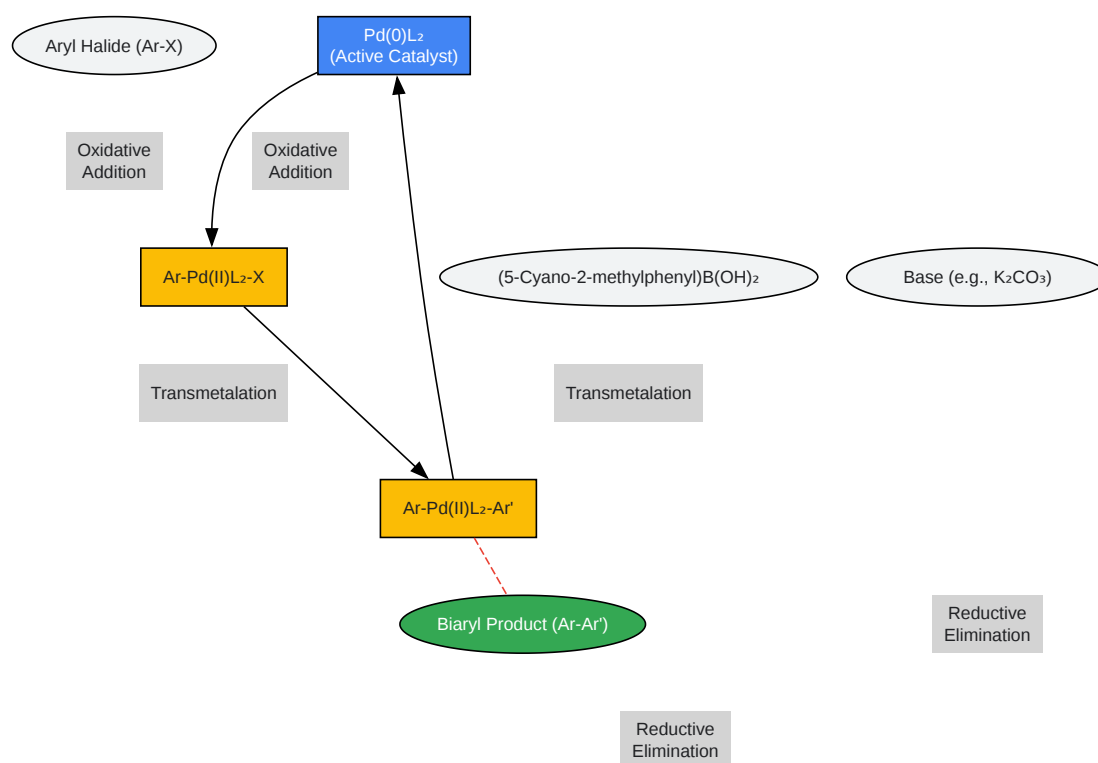 Aryl Halide (Ar-X)
Pd(0)L₂
(Active Catalyst)
Oxidative
Addition
Oxidative
Addition
Ar-Pd(II)L₂-X
(5-Cyano-2-methylphenyl)B(OH)₂
Base (e.g., K₂CO₃)
Transmetalation
Transmetalation
Ar-Pd(II)L₂-Ar'
Biaryl Product (Ar-Ar')
Reductive
Elimination
Reductive
Elimination